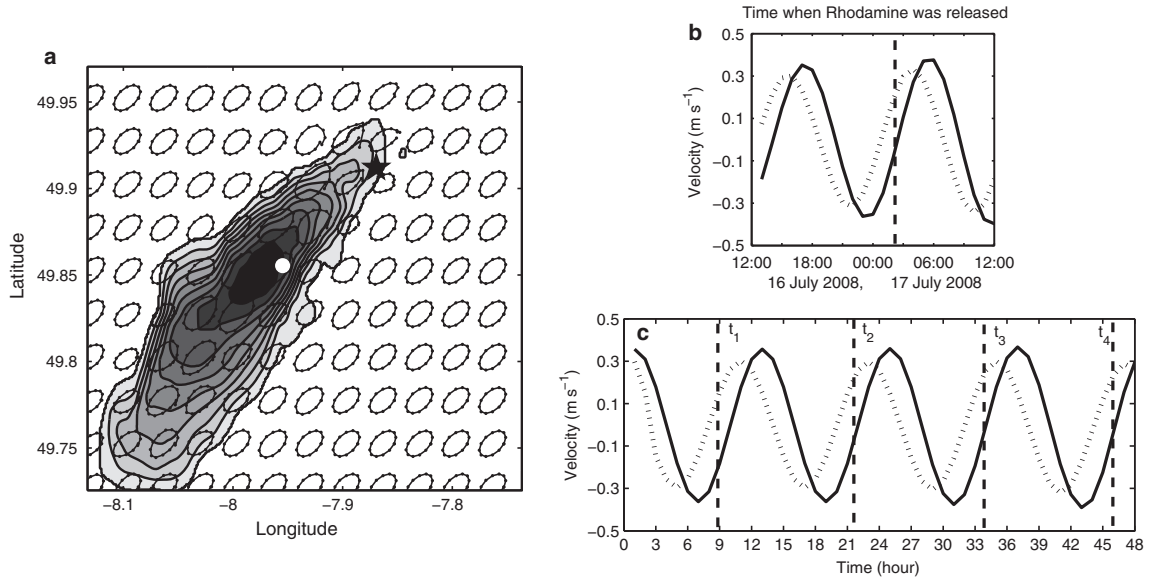 a
49.95
49.9
49.85
49.8
49.75
Latitude
−8.1
−8
−7.9
−7.8
Longitude
Time when Rhodamine was released
b
0.5
0.3
0.1
−0.1
−0.3
−0.5
Velocity (m s⁻¹)
12:00 18:00 00:00 06:00 12:00
16 July 2008, 17 July 2008
c
t₁ t₂ t₃ t₄
0.5
0.3
0.1
−0.1
−0.3
−0.5
Velocity (m s⁻¹)
0 3 6 9 12 15 18 21 24 27 30 33 36 39 42 45 48
Time (hour)